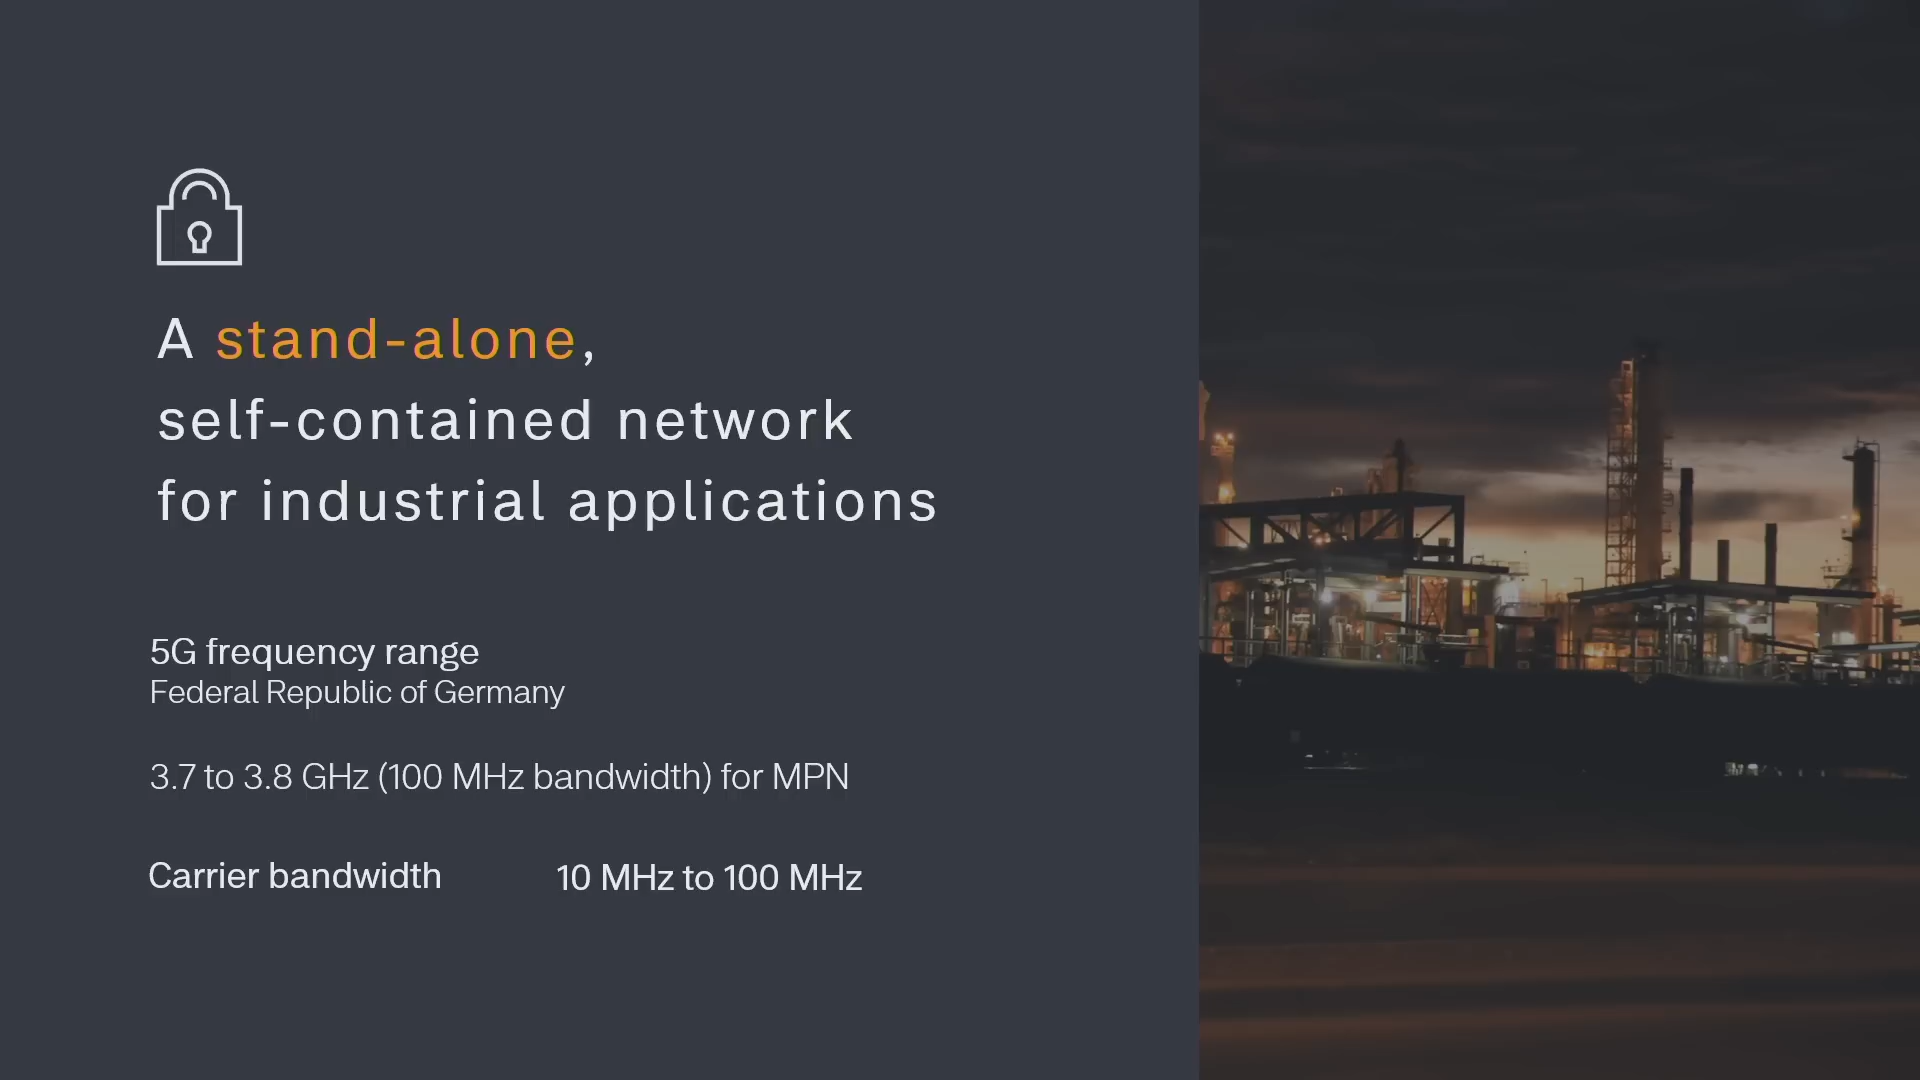 A stand-alone,
self-contained network
for industrial applications
5G frequency range
Federal Republic of Germany
3.7 to 3.8 GHz (100 MHz bandwidth) for MPN
Carrier bandwidth 10 MHz to 100 MHz